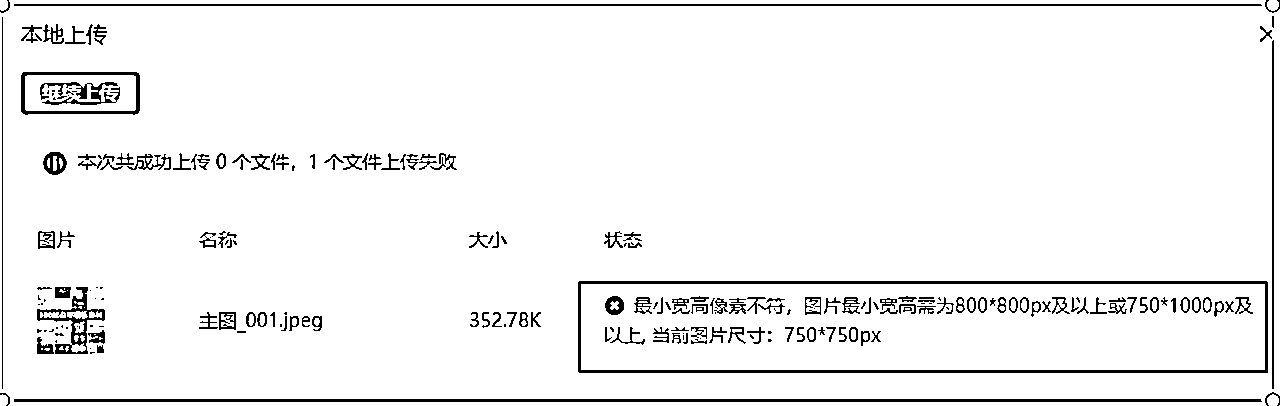 本地上传
继续上传
本次共成功上传 0 个文件，1 个文件上传失败
图片 名称 大小 状态
主图_001.jpeg 352.78K 最小宽高像素不符，图片最小宽高需为800*800px及以上或750*1000px及
以上, 当前图片尺寸：750*750px